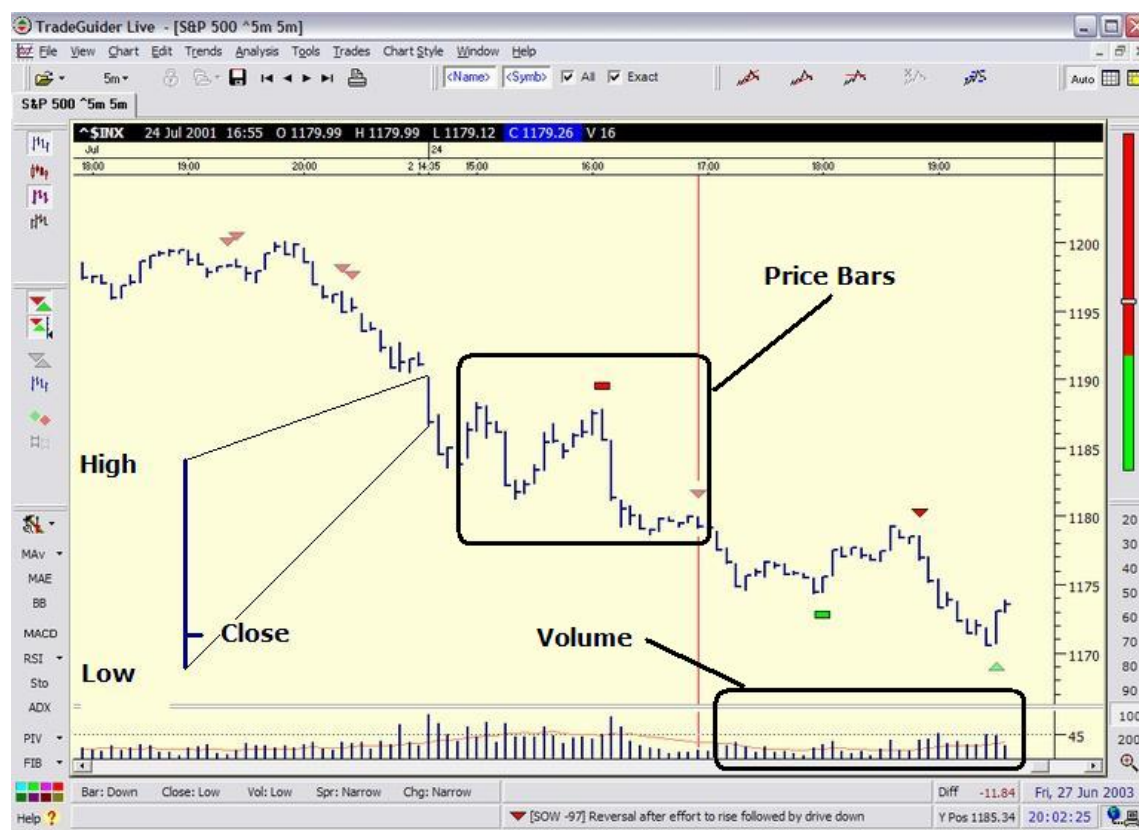 TradeGuider Live - [S&P 500 ^5m 5m]
File View Chart Edit Trends Analysis Tools Trades Chart Style Window Help
5m <Name> <Symb> All Exact Auto
S&P 500 ^5m 5m
^$INX 24 Jul 2001 16:55 O 1179.99 H 1179.99 L 1179.12 C 1179.26 V 16
Jul 24
18:00 19:00 20:00 2 14:35 15:00 16:00 17:00 18:00 19:00
1200
Price Bars
1195
1190
1185
High
1180
20
30
MAv
40
MAE
1175
50
BB
60
MACD
Close
Volume
70
RSI
1170
80
Low
Sto
90
ADX
100
PIV
45
200
FIB
Bar: Down Close: Low Vol: Low Spr: Narrow Chg: Narrow Diff -11.84 Fri, 27 Jun 2003
Help ? [SOW -97] Reversal after effort to rise followed by drive down Y Pos 1185.34 20:02:25